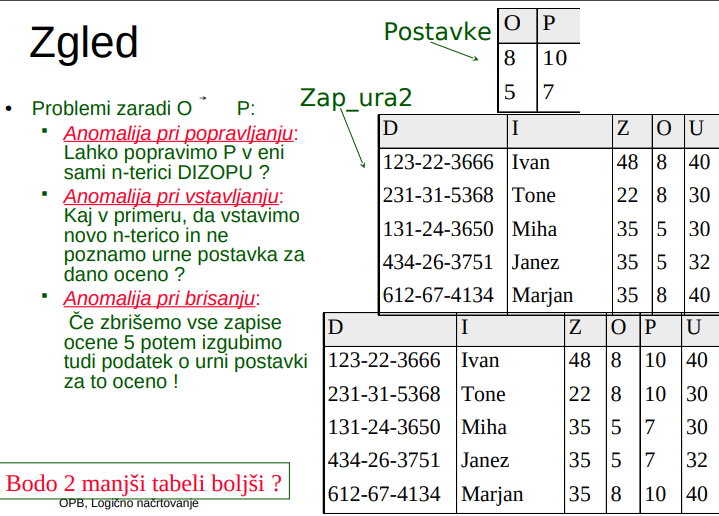 Zgled
• Problemi zaradi O → P:
▪ Anomalija pri popravljanju:
Lahko popravimo P v eni
sami n-terici DIZOPU ?
▪ Anomalija pri vstavljanju:
Kaj v primeru, da vstavimo
novo n-terico in ne
poznamo urne postavka za
dano oceno ?
▪ Anomalija pri brisanju:
Če zbrišemo vse zapise
ocene 5 potem izgubimo
tudi podatek o urni postavki
za to oceno !
Bodo 2 manjši tabeli boljši ?
OPB, Logično načrtovanje
Postavke
O P
8 10
5 7
Zap_ura2
D I Z O U
123-22-3666 Ivan 48 8 40
231-31-5368 Tone 22 8 30
131-24-3650 Miha 35 5 30
434-26-3751 Janez 35 5 32
612-67-4134 Marjan 35 8 40
D I Z O P U
123-22-3666 Ivan 48 8 10 40
231-31-5368 Tone 22 8 10 30
131-24-3650 Miha 35 5 7 30
434-26-3751 Janez 35 5 7 32
612-67-4134 Marjan 35 8 10 40